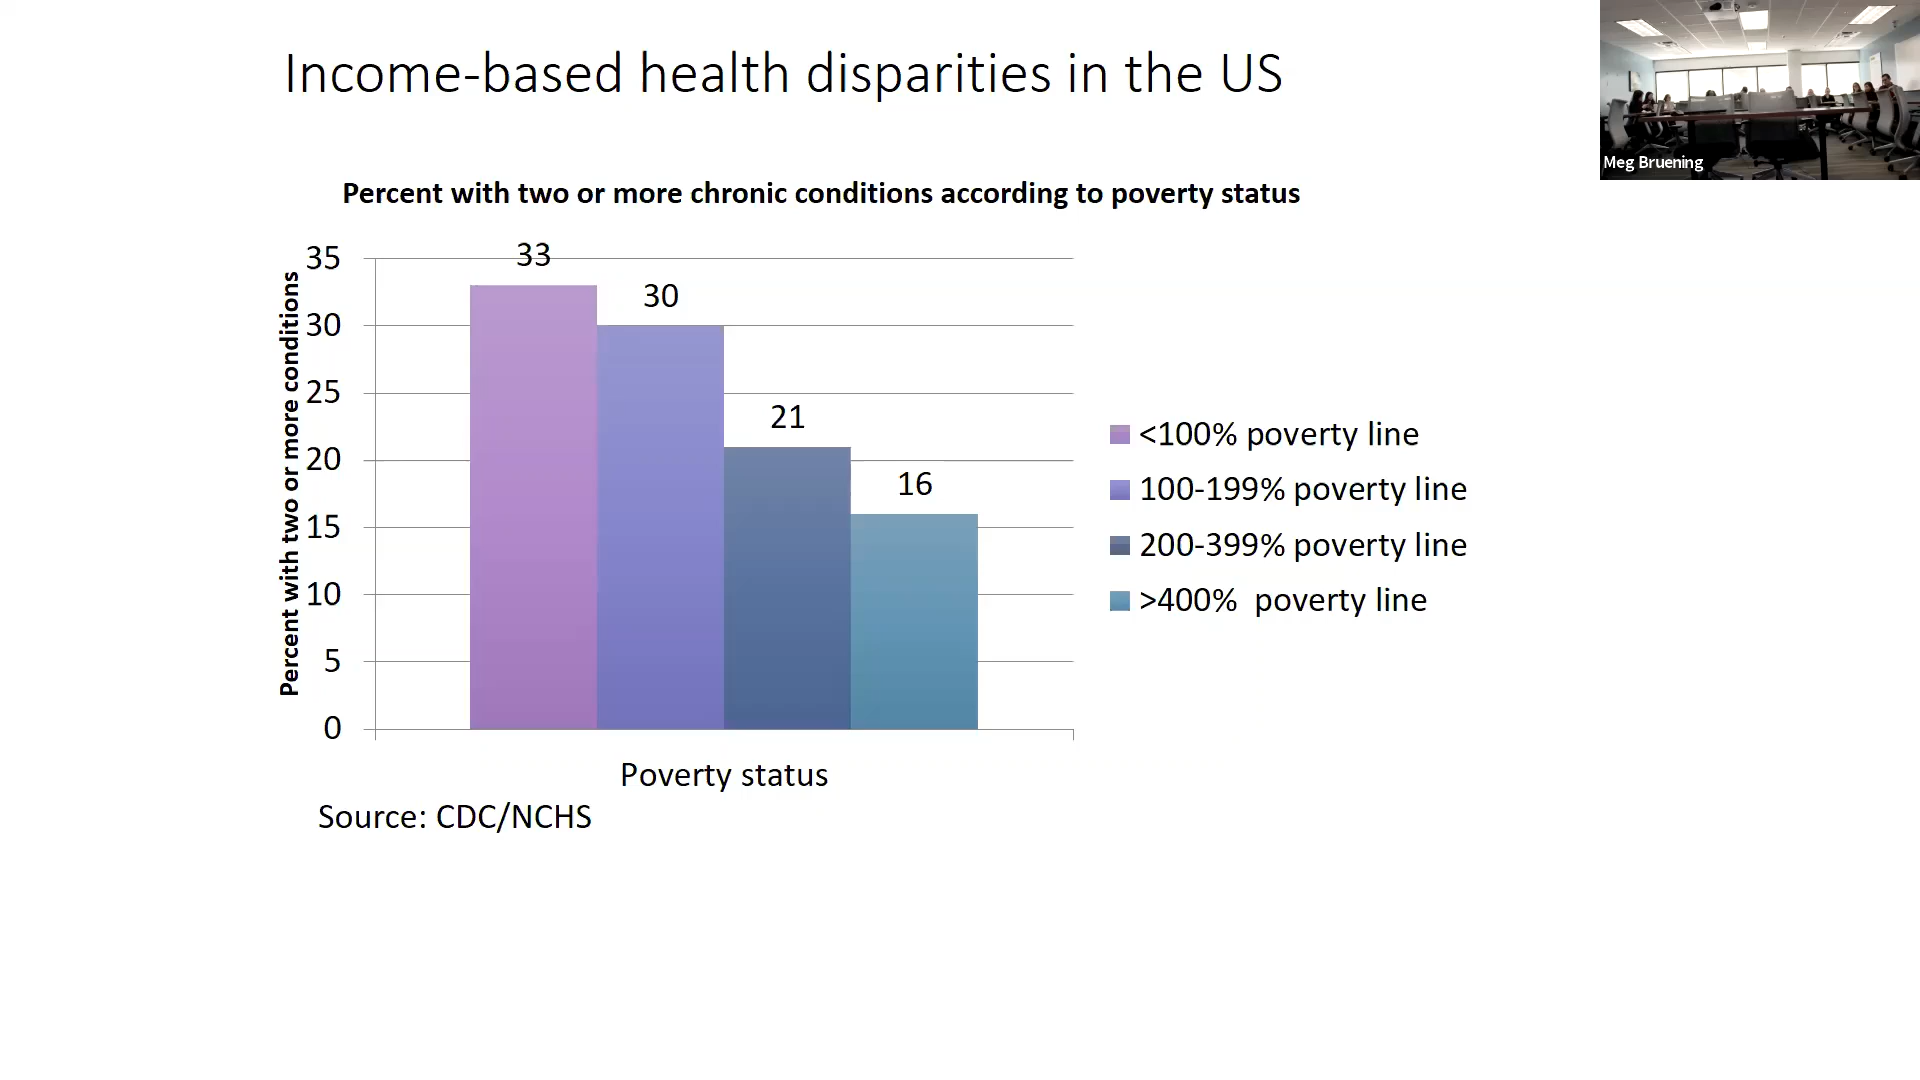 Income-based health disparities in the US
Meg Bruening
Percent with two or more chronic conditions according to poverty status
Percent with two or more conditions
35
30
25
20
15
10
5
0
33
30
21
16
<100% poverty line
100-199% poverty line
200-399% poverty line
>400%  poverty line
Poverty status
Source: CDC/NCHS